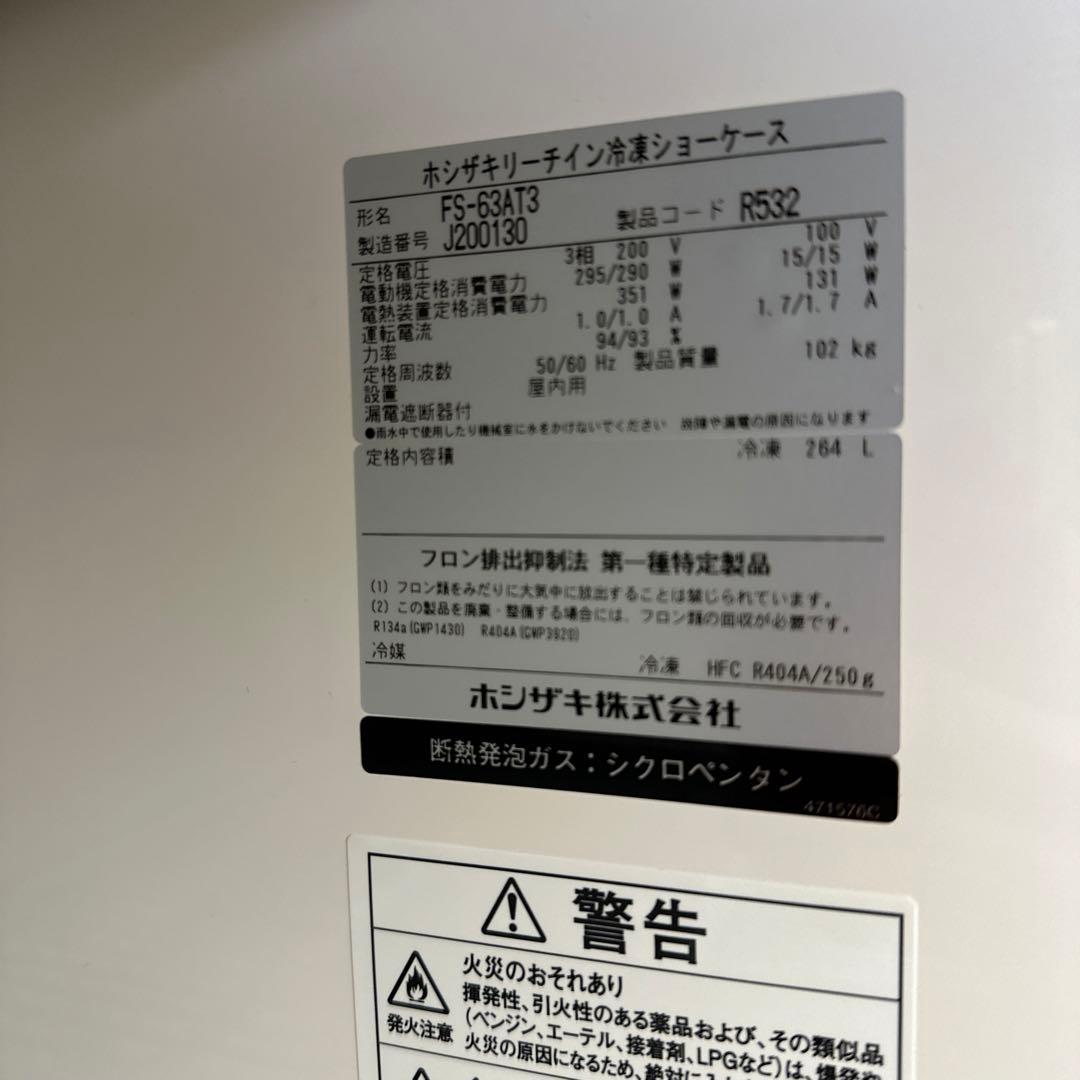 ホシザキリーチイン冷凍ショーケース
形名 FS-63AT3
製造番号 J200130 製品コード R532
定格電圧 3相 200 V 100 V
電動機定格消費電力 295/290 W 15/15 W
電熱装置定格消費電力 351 W 131 W
運転電流 1.0/1.0 A 1.7/1.7 A
力率 94/93 %
定格周波数 50/60 Hz 製品質量 102 kg
設置 屋内用
漏電遮断器付
●雨水中で使用したり機械室に水をかけないでください 故障や漏電の原因になります
定格内容積 冷凍 264 L
フロン排出抑制法 第一種特定製品
(1) フロン類をみだりに大気中に放出することは禁じられています。
(2) この製品を廃棄・整備する場合には、フロン類の回収が必要です。
R134a(GWP1430) R404A(GWP3920)
冷媒 冷凍 HFC R404A/250g
ホシザキ株式会社
断熱発泡ガス：シクロペンタン
471576C
警告
発火注意
火災のおそれあり
揮発性、引火性のある薬品および、その類似品
(ベンジン、エーテル、接着剤、LPGなど)は、爆発や
火災の原因になるため、絶対に